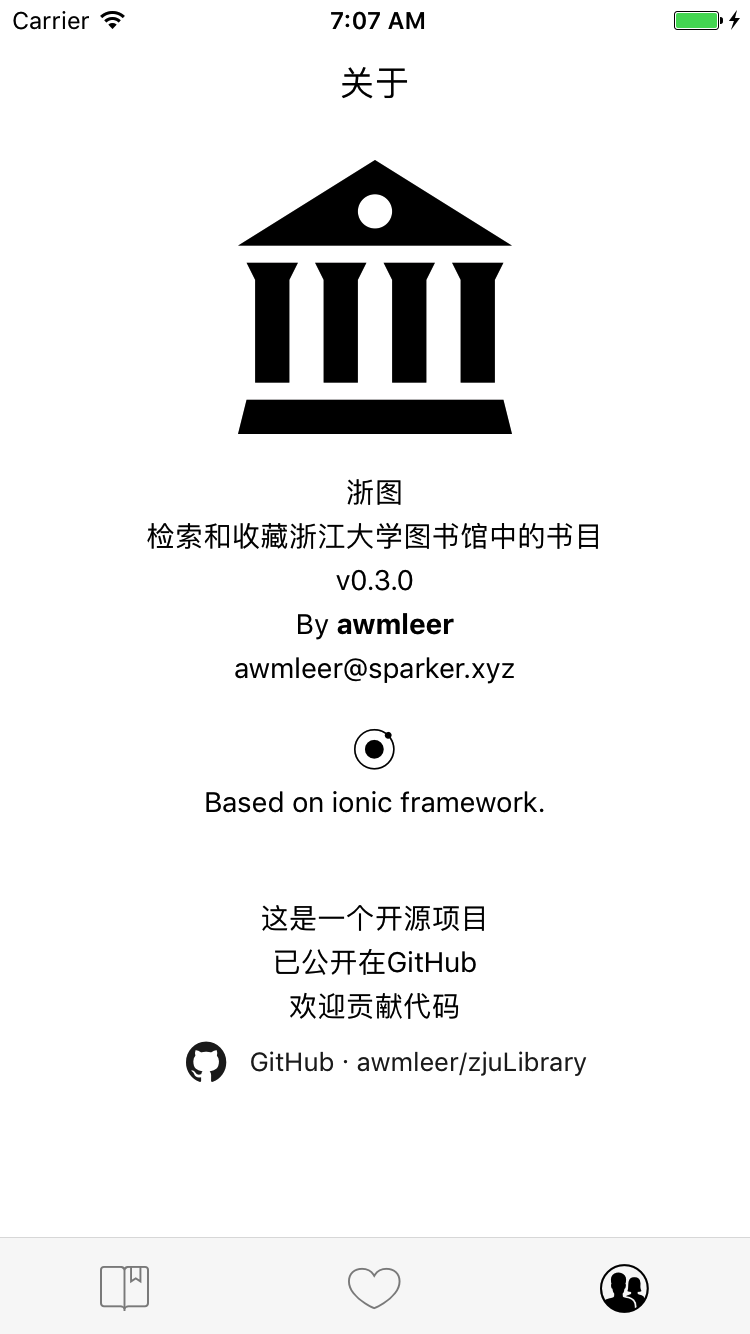 Carrier 7:07 AM
关于
浙图
检索和收藏浙江大学图书馆中的书目
v0.3.0
By awmleer
awmleer@sparker.xyz
Based on ionic framework.
这是一个开源项目
已公开在GitHub
欢迎贡献代码
GitHub · awmleer/zjuLibrary